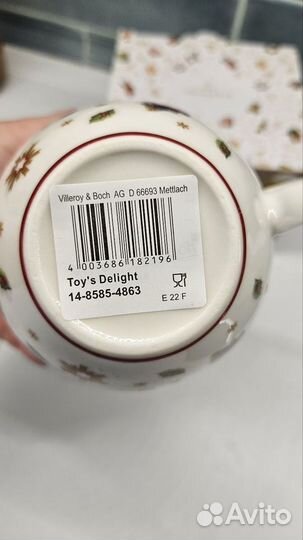 Villeroy & Boch AG D 66693 Mettlach
4 003686 182196
Toy's Delight
14-8585-4863
E 22 F
Avito